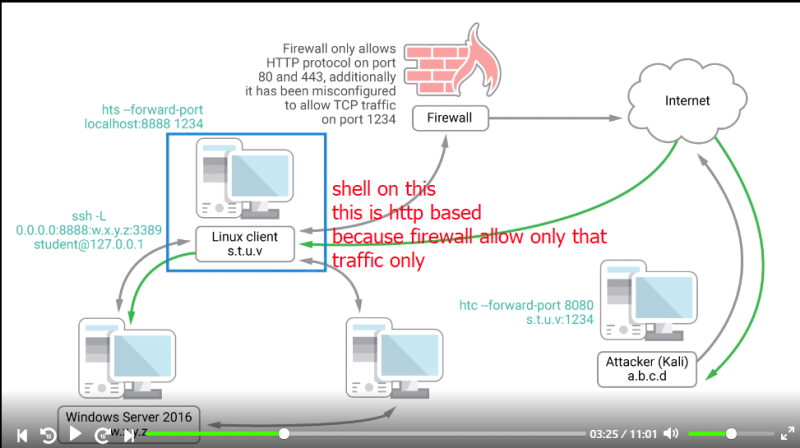 Firewall only allows
HTTP protocol on port
80 and 443, additionally
it has been misconfigured
to allow TCP traffic
on port 1234
Internet
hts --forward-port
localhost:8888 1234
Firewall
shell on this
this is http based
because firewall allow only that
traffic only
ssh -L
0.0.0.0:8888:w.x.y.z:3389
student@127.0.0.1
Linux client
s.t.u.v
htc --forward-port 8080
s.t.u.v:1234
Attacker (Kali)
a.b.c.d
Windows Server 2016
03:25 / 11:01